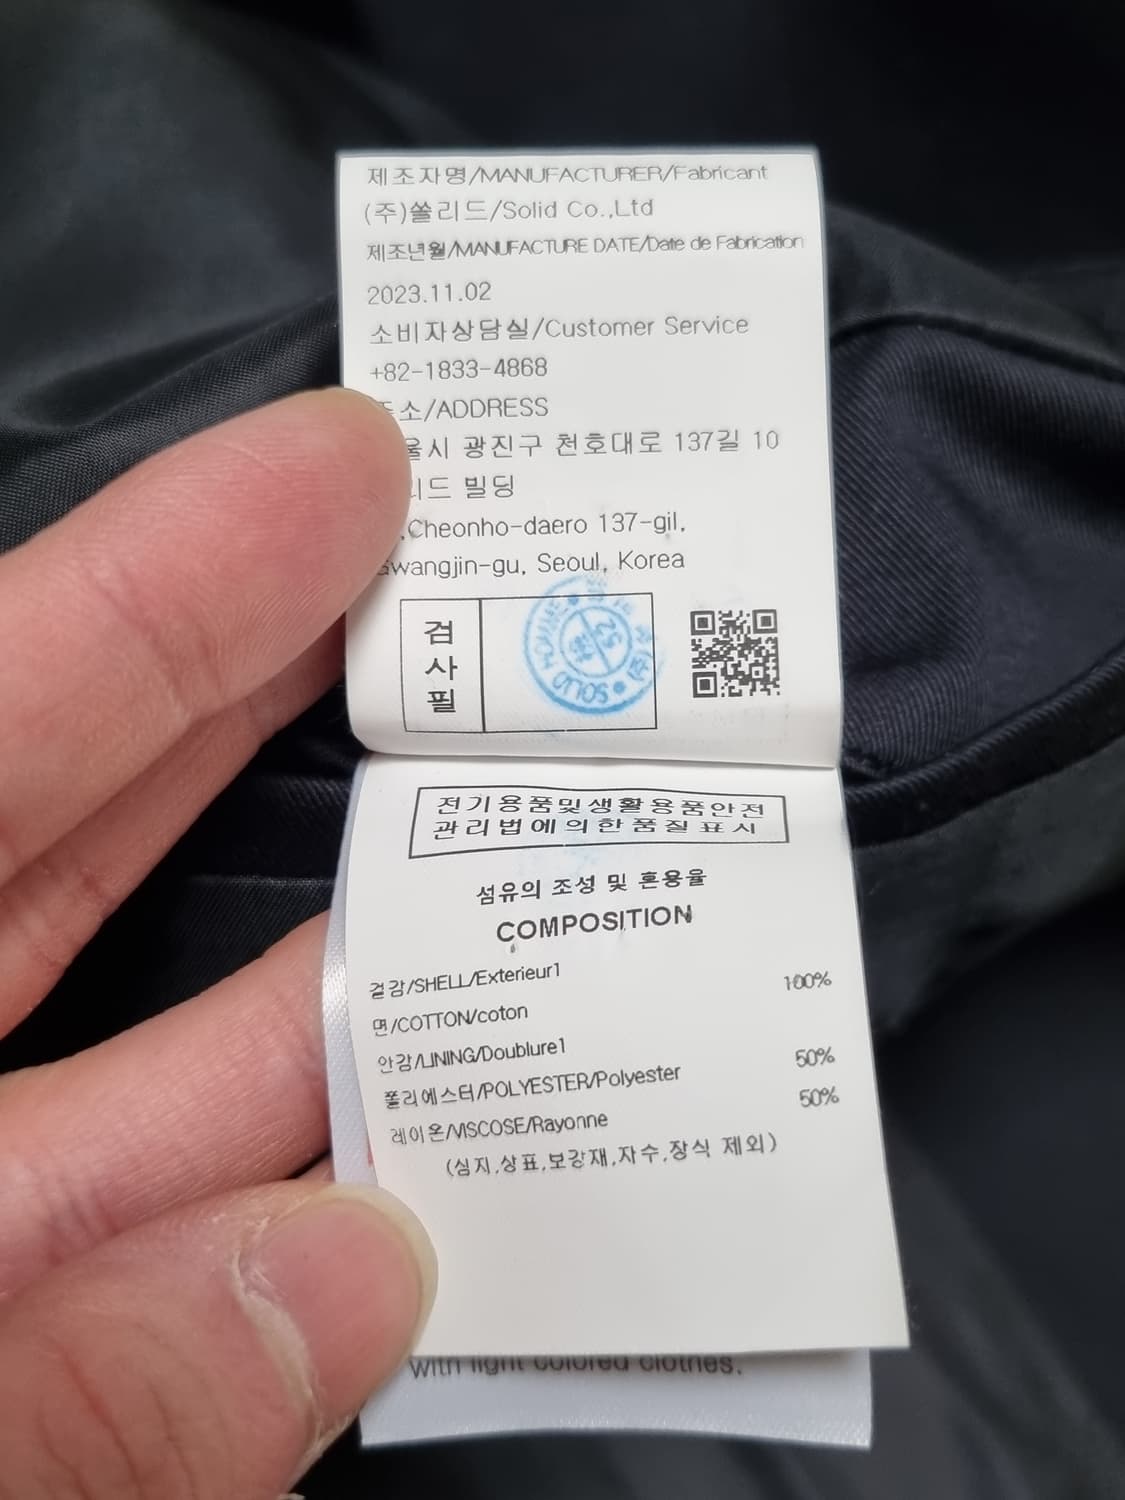 제조자명/MANUFACTURER/Fabricant
(주)쏠리드/Solid Co.,Ltd
제조년월/MANUFACTURE DATE/Date de Fabrication
2023.11.02
소비자상담실/Customer Service
+82-1833-4868
소/ADDRESS
울시 광진구 천호대로 137길 10
리드 빌딩
,Cheonho-daero 137-gil,
Gwangjin-gu, Seoul, Korea
검사필
SOLID HOMME
52
전기용품및생활용품안전
관리법에의한품질표시
섬유의 조성 및 혼용율
COMPOSITION
겉감/SHELL/Exterieur1
면/COTTON/coton 100%
안감/LINING/Doublure1
폴리에스터/POLYESTER/Polyester 50%
레이온/VISCOSE/Rayonne 50%
(심지,상표,보강재,자수,장식 제외)
with light colored clothes.